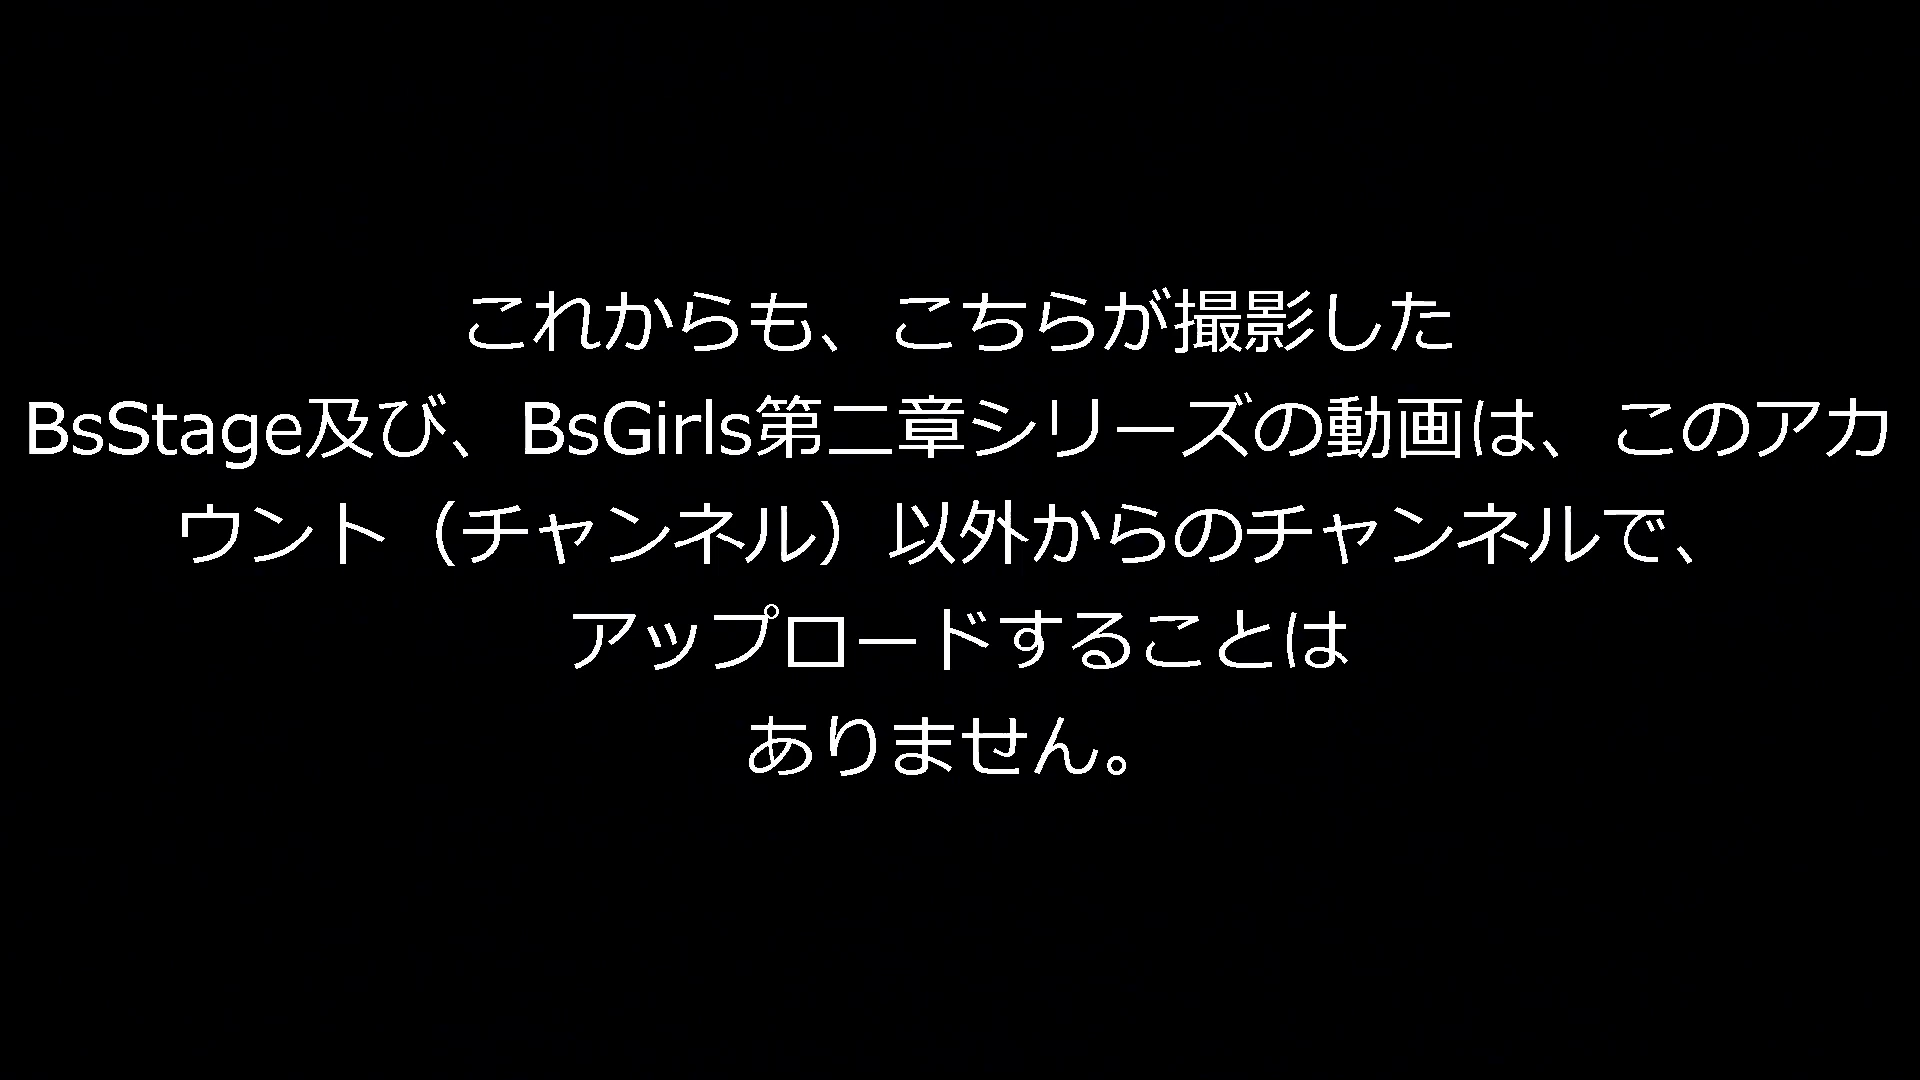 これからも、こちらが撮影した
BsStage及び、BsGirls第二章シリーズの動画は、このアカ
ウント（チャンネル）以外からのチャンネルで、
アップロードすることは
ありません。